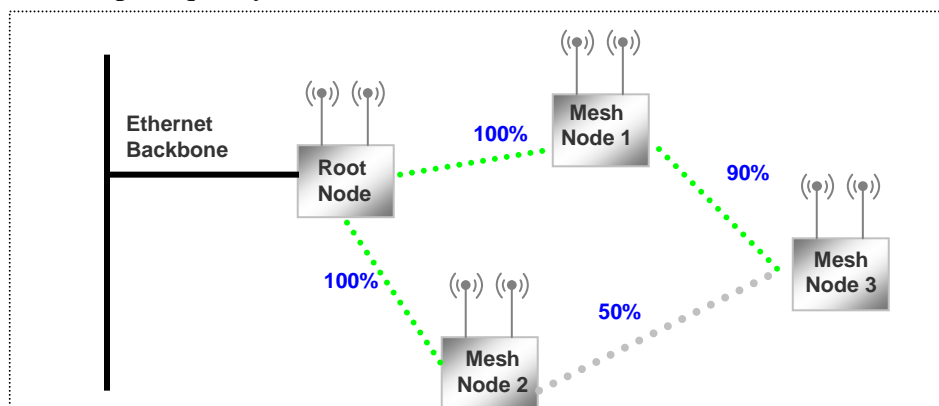 Mesh
Node 1
100%
Ethernet
Backbone
Root
Node
90%
Mesh
Node 3
100%
50%
Mesh
Node 2